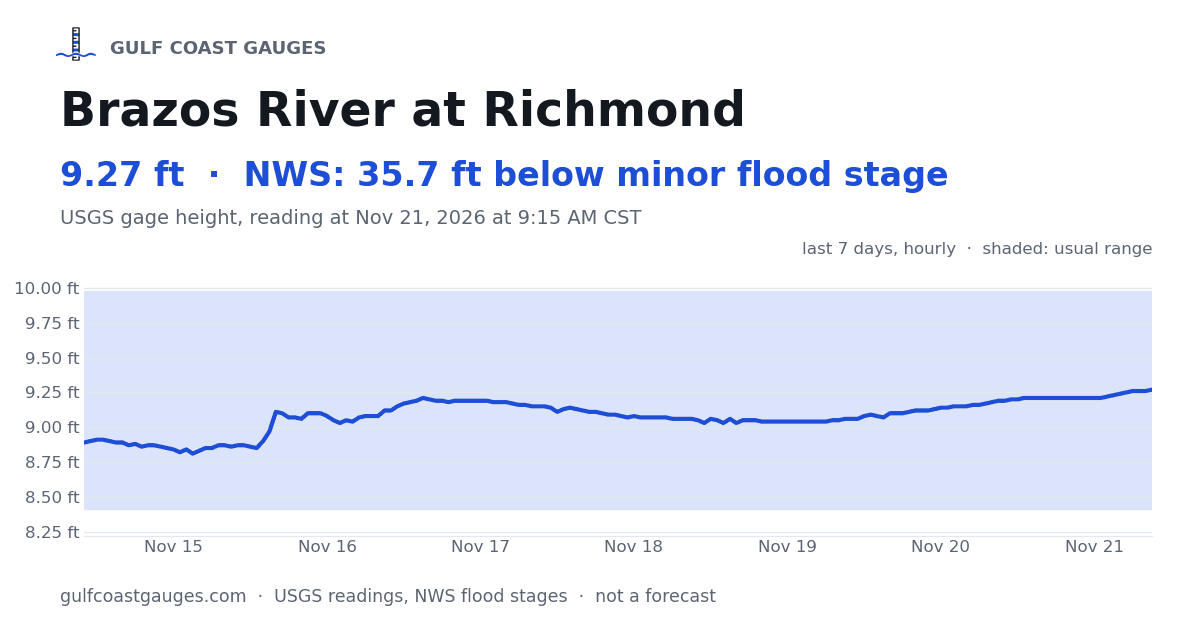 GULF COAST GAUGES
Brazos River at Richmond
9.27 ft · NWS: 35.7 ft below minor flood stage
USGS gage height, reading at Nov 21, 2026 at 9:15 AM CST
last 7 days, hourly · shaded: usual range
10.00 ft
9.75 ft
9.50 ft
9.25 ft
9.00 ft
8.75 ft
8.50 ft
8.25 ft
Nov 15 Nov 16 Nov 17 Nov 18 Nov 19 Nov 20 Nov 21
gulfcoastgauges.com · USGS readings, NWS flood stages · not a forecast